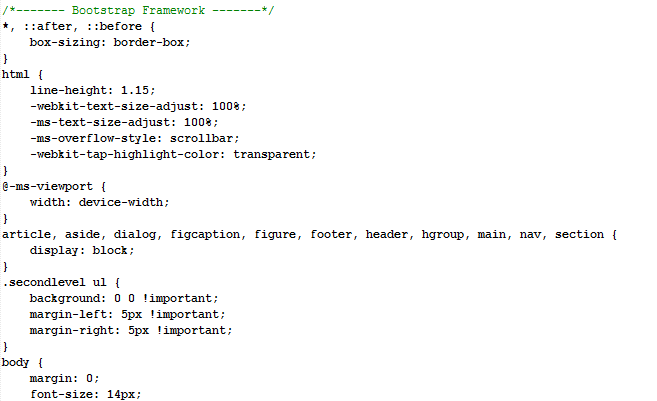 /*------- Bootstrap Framework -------*/
*, ::after, ::before {
    box-sizing: border-box;
}
html {
    line-height: 1.15;
    -webkit-text-size-adjust: 100%;
    -ms-text-size-adjust: 100%;
    -ms-overflow-style: scrollbar;
    -webkit-tap-highlight-color: transparent;
}
@-ms-viewport {
    width: device-width;
}
article, aside, dialog, figcaption, figure, footer, header, hgroup, main, nav, section {
    display: block;
}
.secondlevel ul {
    background: 0 0 !important;
    margin-left: 5px !important;
    margin-right: 5px !important;
}
body {
    margin: 0;
    font-size: 14px;